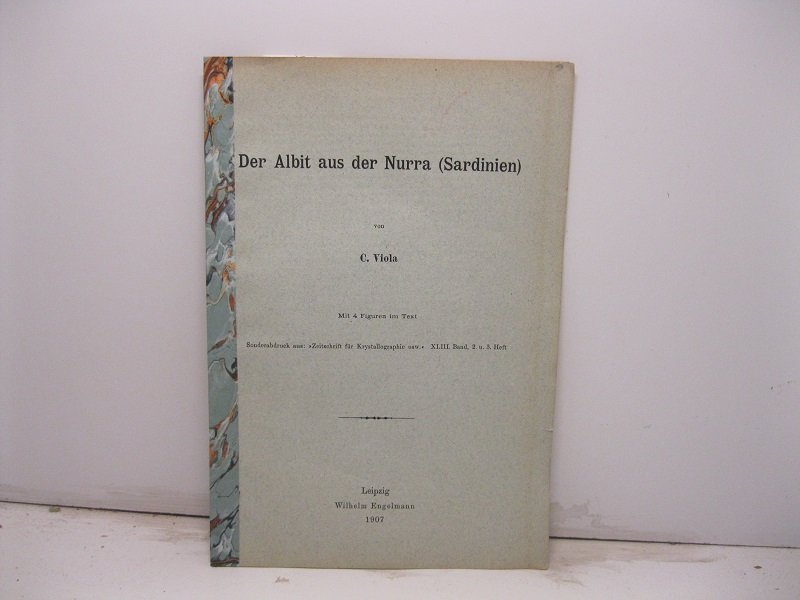 Der Albit aus der Nurra (Sardinien)
von
C. Viola
Mit 4 Figuren im Text
Sonderabdruck aus: »Zeitschrift für Krystallographie usw.« XLIII. Band, 2 u. 3. Heft
Leipzig
Wilhelm Engelmann
1907